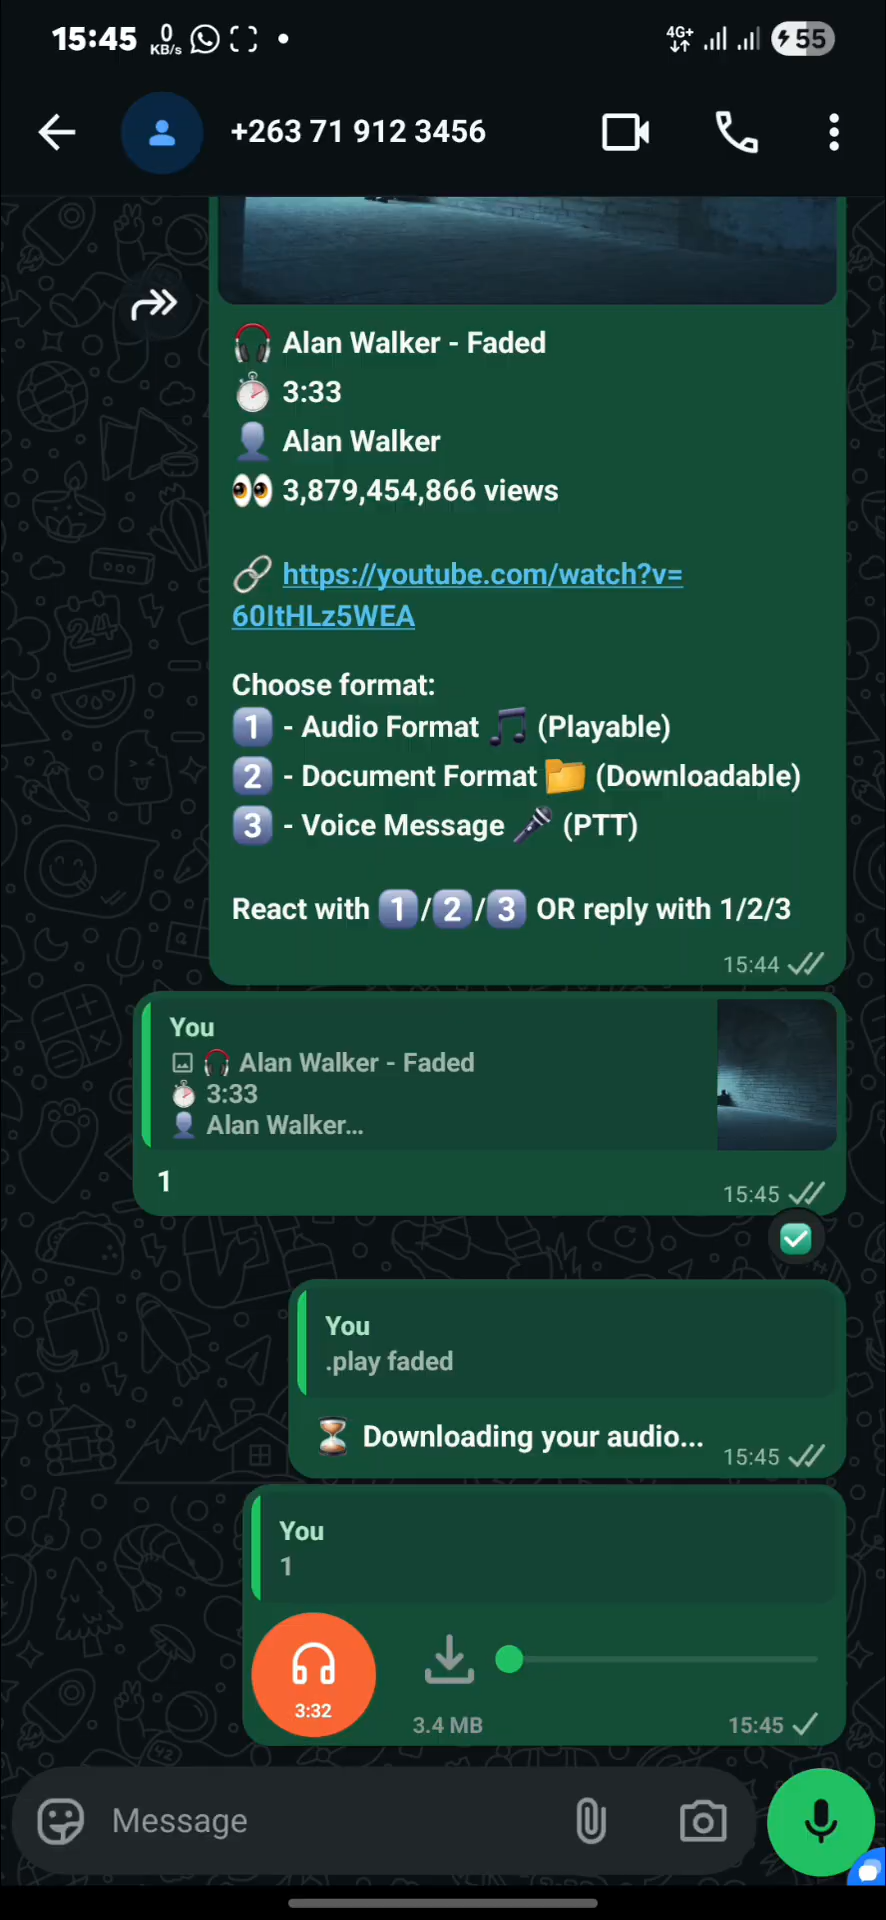 15:45 0 KB/s 4G+ 55
+263 71 912 3456
Alan Walker - Faded
3:33
Alan Walker
3,879,454,866 views
https://youtube.com/watch?v=
60ItHLz5WEA
Choose format:
1 - Audio Format 🎵 (Playable)
2 - Document Format 📁 (Downloadable)
3 - Voice Message 🎤 (PTT)
React with 1/2/3 OR reply with 1/2/3
15:44
You
🎧 Alan Walker - Faded
3:33
Alan Walker...
1
15:45
You
.play faded
⏳ Downloading your audio...
15:45
You
1
3:32
3.4 MB 15:45
Message